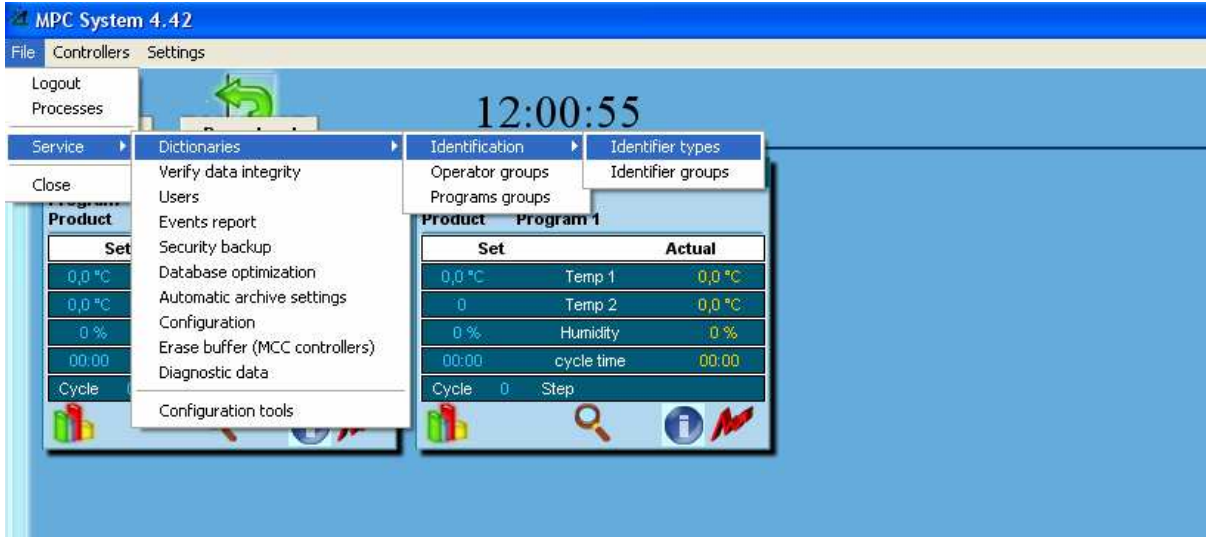 MPC System 4.42
File Controllers Settings
Logout
Processes
Service
Close
12:00:55
Dictionaries
Verify data integrity
Users
Events report
Security backup
Database optimization
Automatic archive settings
Configuration
Erase buffer (MCC controllers)
Diagnostic data
Configuration tools
Identification
Operator groups
Programs groups
Identifier types
Identifier groups
Product
Set
0,0 °C
0,0 °C
0 %
00:00
Cycle
Product Program 1
Set Actual
0,0 °C Temp 1 0,0 °C
0 Temp 2 0,0 °C
0 % Humidity 0 %
00:00 cycle time 00:00
Cycle 0 Step